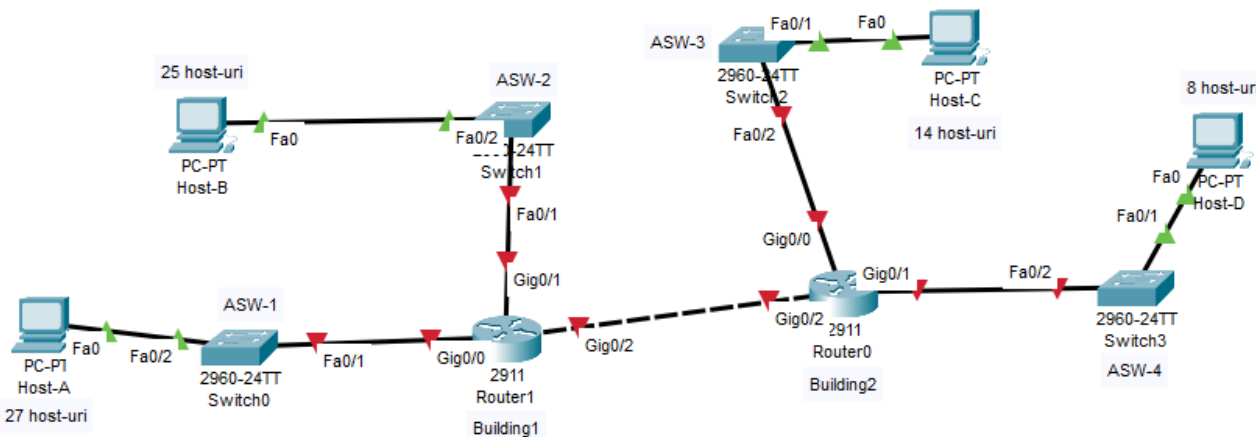 25 host-uri
Fa0
PC-PT
Host-B
ASW-2
Fa0/2
-24TT
Switch1
Fa0/1
Gig0/1
ASW-1
Fa0
PC-PT
Host-A
27 host-uri
Fa0/2
2960-24TT
Switch0
Fa0/1
Gig0/0
2911
Router1
Building1
Gig0/2
ASW-3
2960-24TT
Switch2
Fa0/1
Fa0
PC-PT
Host-C
14 host-uri
Fa0/2
Gig0/0
Gig0/2
Gig0/1
2911
Router0
Building2
Fa0/2
2960-24TT
Switch3
ASW-4
Fa0/1
Fa0
8 host-uri
PC-PT
Host-D